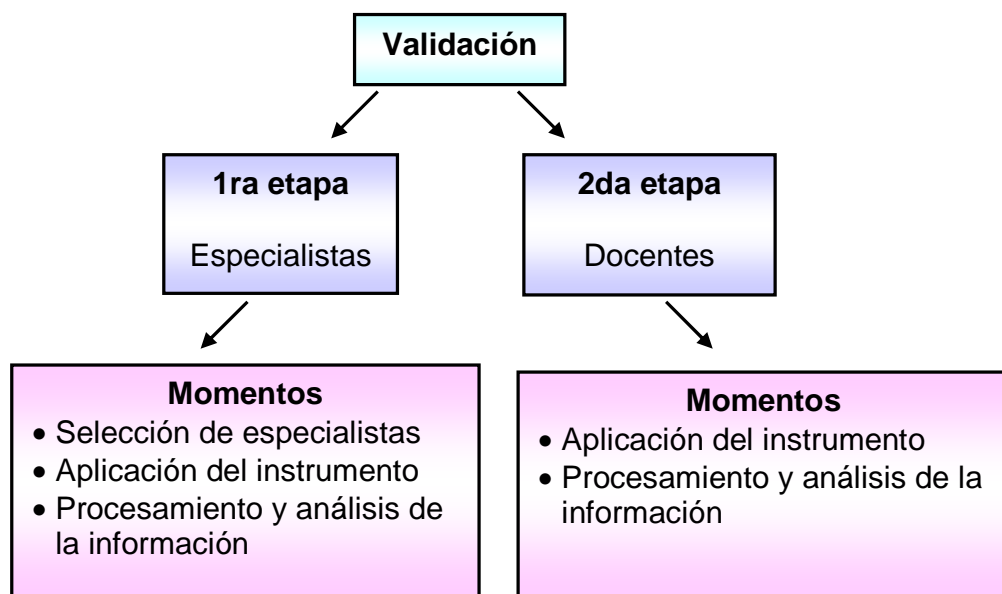 Validación
1ra etapa
Especialistas
2da etapa
Docentes
Momentos
• Selección de especialistas
• Aplicación del instrumento
• Procesamiento y análisis de
la información
Momentos
• Aplicación del instrumento
• Procesamiento y análisis de la
información